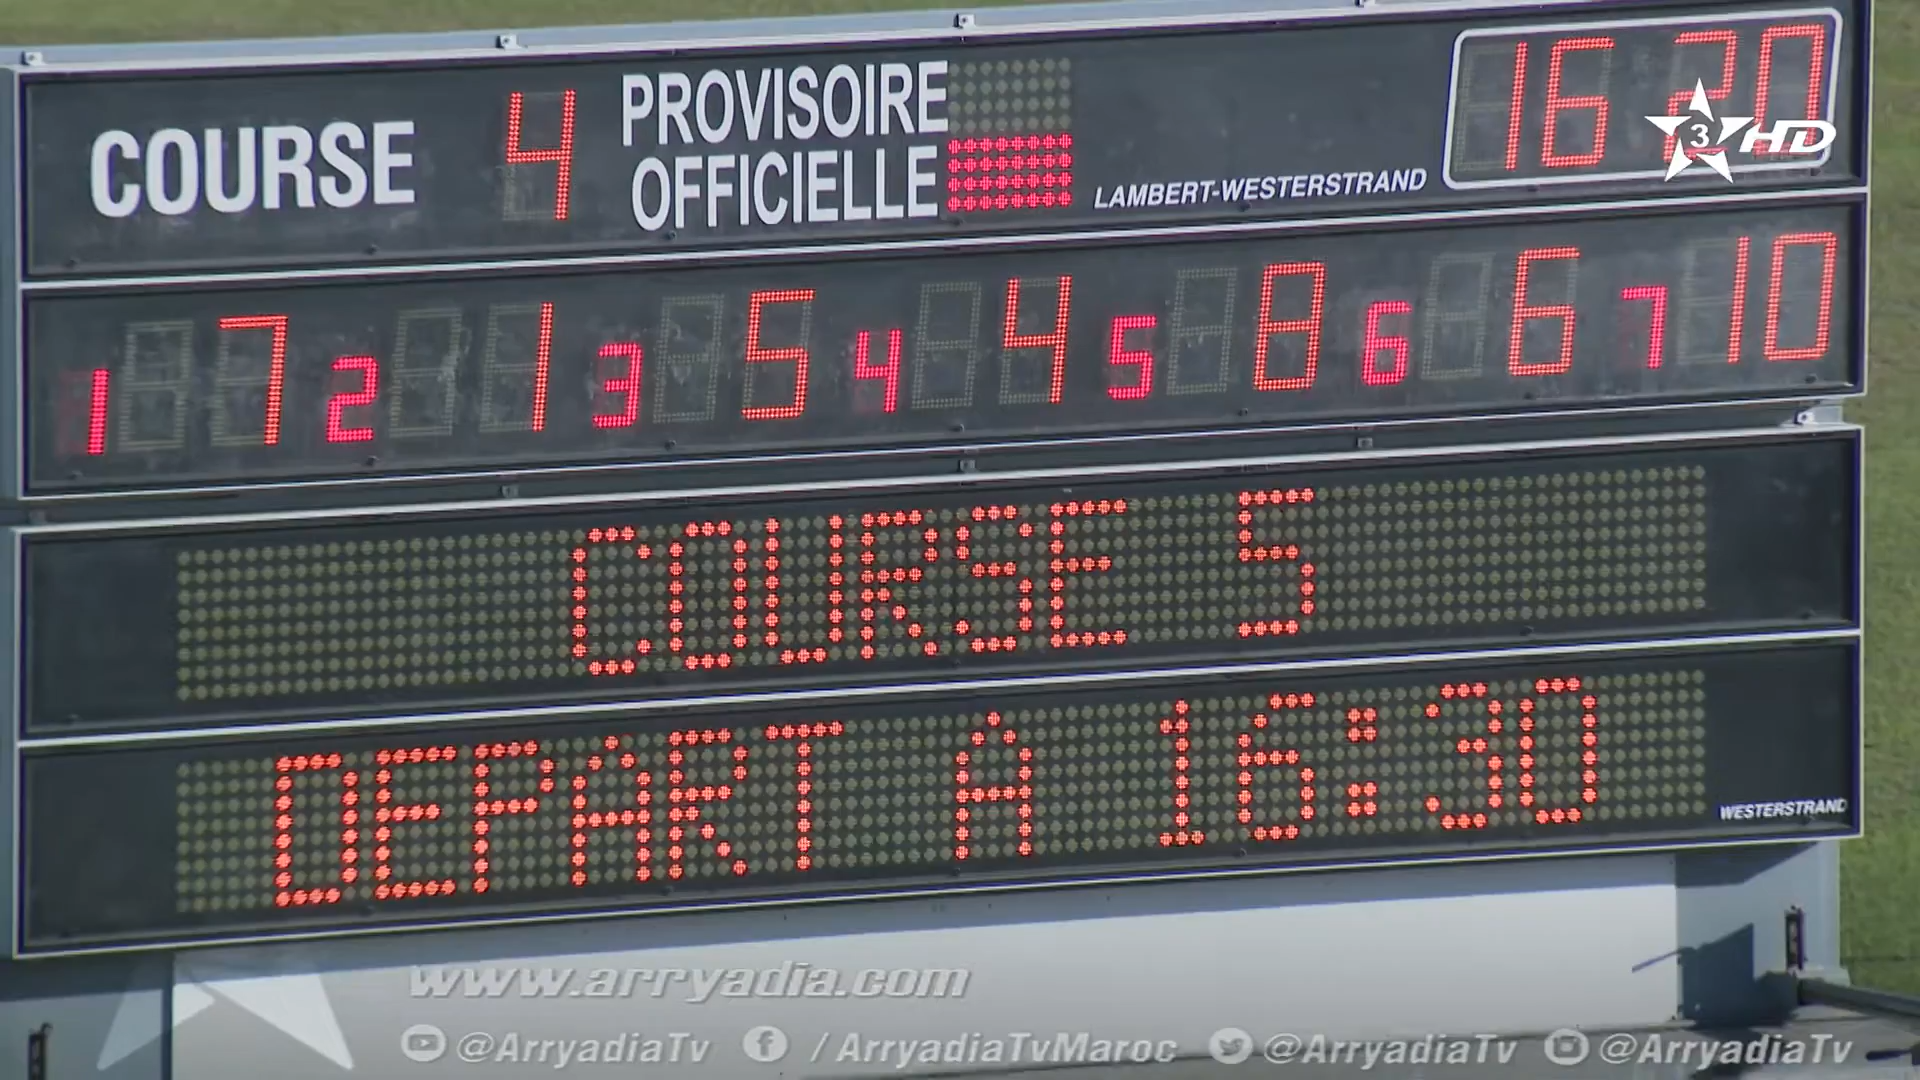 COURSE 4 PROVISOIRE
OFFICIELLE
LAMBERT-WESTERSTRAND
16 20
3 HD
1 7 2 1 3 5 4 4 5 8 6 6 7 10
COURSE 5
DEPART A 16:30
WESTERSTRAND
www.arryadia.com
@ArryadiaTv / ArryadiaTvMaroc @ArryadiaTv @ArryadiaTv